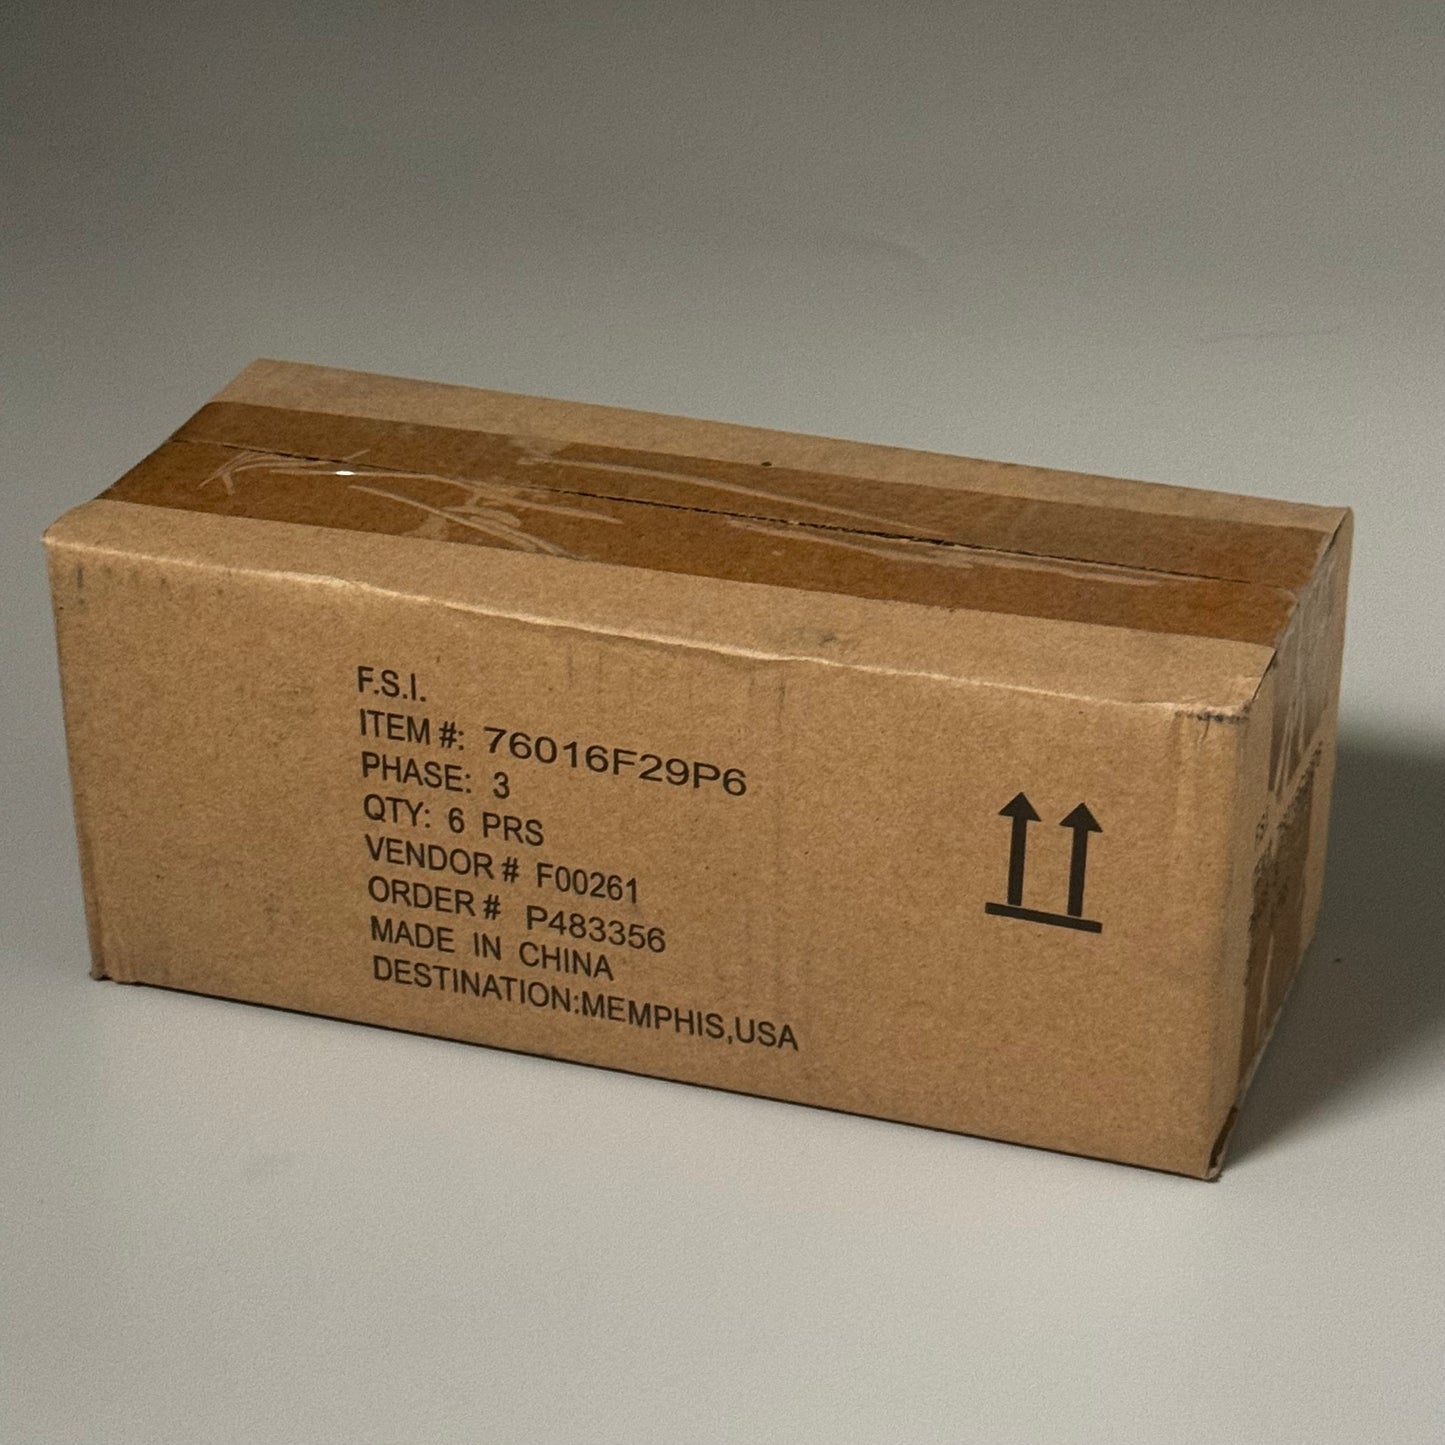 F.S.I.
ITEM #: 76016F29P6
PHASE: 3
QTY: 6 PRS
VENDOR # F00261
ORDER # P483356
MADE IN CHINA
DESTINATION:MEMPHIS,USA